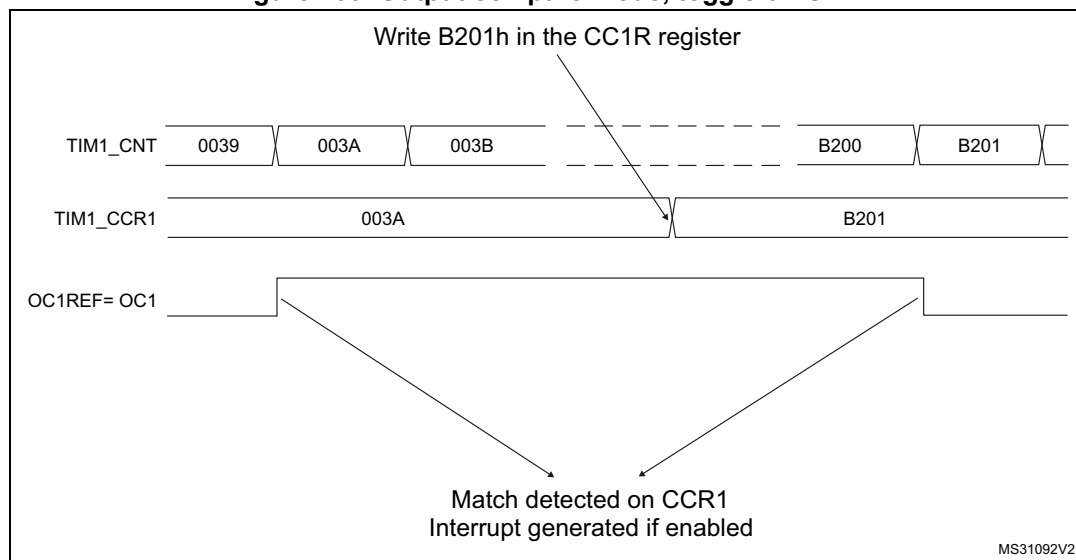 Write B201h in the CC1R register
TIM1_CNT 0039 003A 003B B200 B201
TIM1_CCR1 003A B201
OC1REF= OC1
Match detected on CCR1
Interrupt generated if enabled
MS31092V2